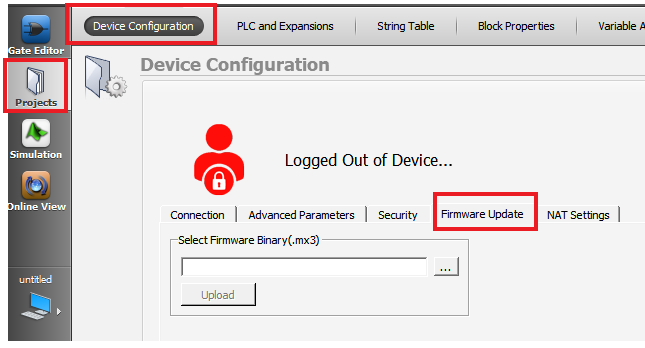 Device Configuration
PLC and Expansions
String Table
Block Properties
Variable A
Gate Editor
Projects
Simulation
Online View
untitled
Device Configuration
Logged Out of Device...
Connection
Advanced Parameters
Security
Firmware Update
NAT Settings
Select Firmware Binary(.mx3)
...
Upload